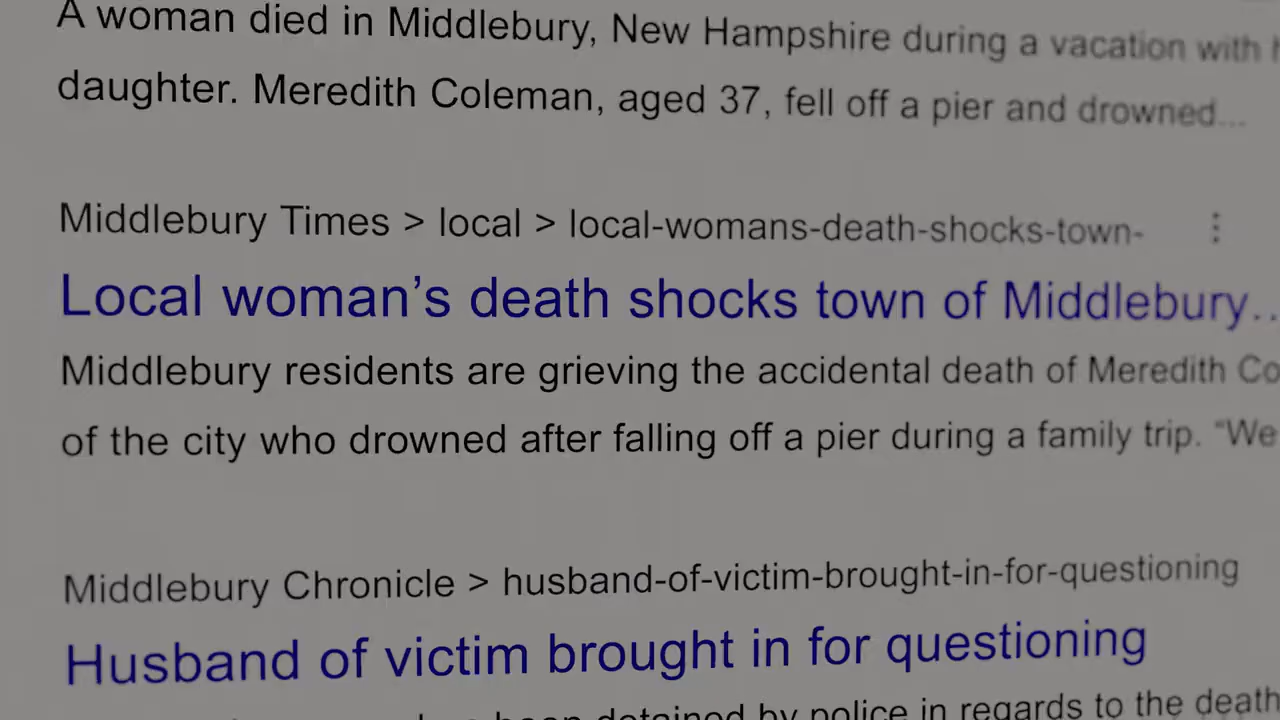 A woman died in Middlebury, New Hampshire during a vacation with
daughter. Meredith Coleman, aged 37, fell off a pier and drowned...
Middlebury Times > local > local-womans-death-shocks-town-
Local woman’s death shocks town of Middlebury...
Middlebury residents are grieving the accidental death of Meredith Co
of the city who drowned after falling off a pier during a family trip. “We
Middlebury Chronicle > husband-of-victim-brought-in-for-questioning
Husband of victim brought in for questioning
been detained by police in regards to the death